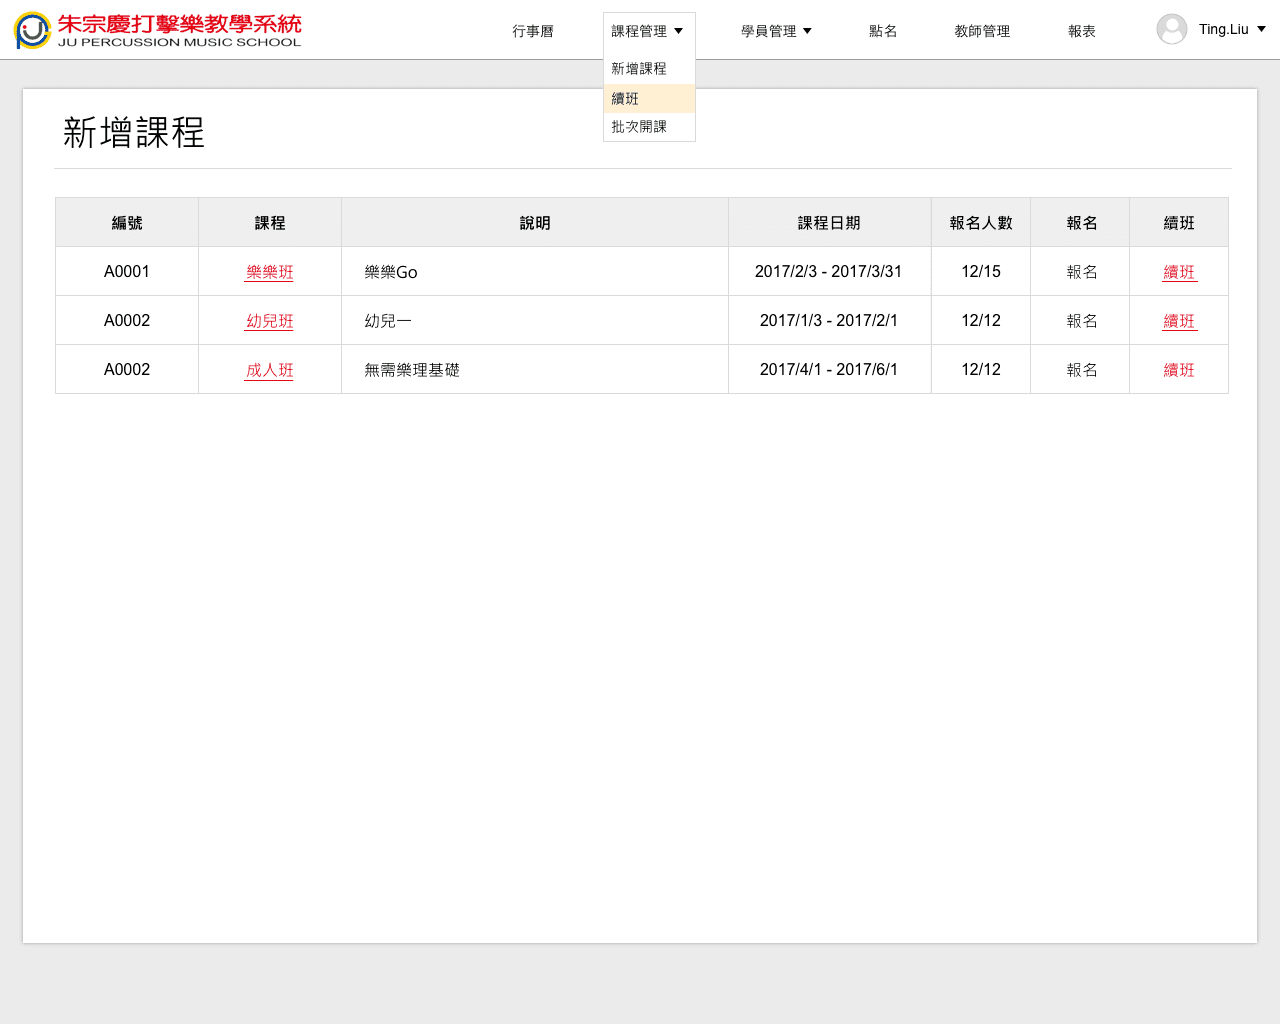 朱宗慶打擊樂教學系統
JU PERCUSSION MUSIC SCHOOL
行事曆 課程管理 學員管理 點名 教師管理 報表 Ting.Liu
新增課程
續班
批次開課
新增課程
編號 課程 說明 課程日期 報名人數 報名 續班
A0001 樂樂班 樂樂Go 2017/2/3 - 2017/3/31 12/15 報名 續班
A0002 幼兒班 幼兒一 2017/1/3 - 2017/2/1 12/12 報名 續班
A0002 成人班 無需樂理基礎 2017/4/1 - 2017/6/1 12/12 報名 續班